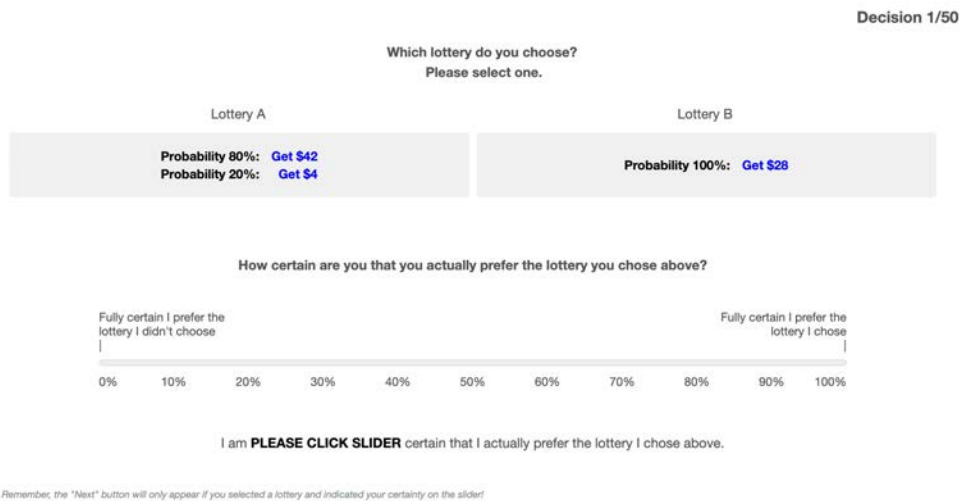 Decision 1/50
Which lottery do you choose?
Please select one.
Lottery A
Lottery B
Probability 80%: Get $42
Probability 20%: Get $4
Probability 100%: Get $28
How certain are you that you actually prefer the lottery you chose above?
Fully certain I prefer the
lottery I didn't choose
Fully certain I prefer the
lottery I chose
0% 10% 20% 30% 40% 50% 60% 70% 80% 90% 100%
I am PLEASE CLICK SLIDER certain that I actually prefer the lottery I chose above.
Remember, the "Next" button will only appear if you selected a lottery and indicated your certainty on the slider!